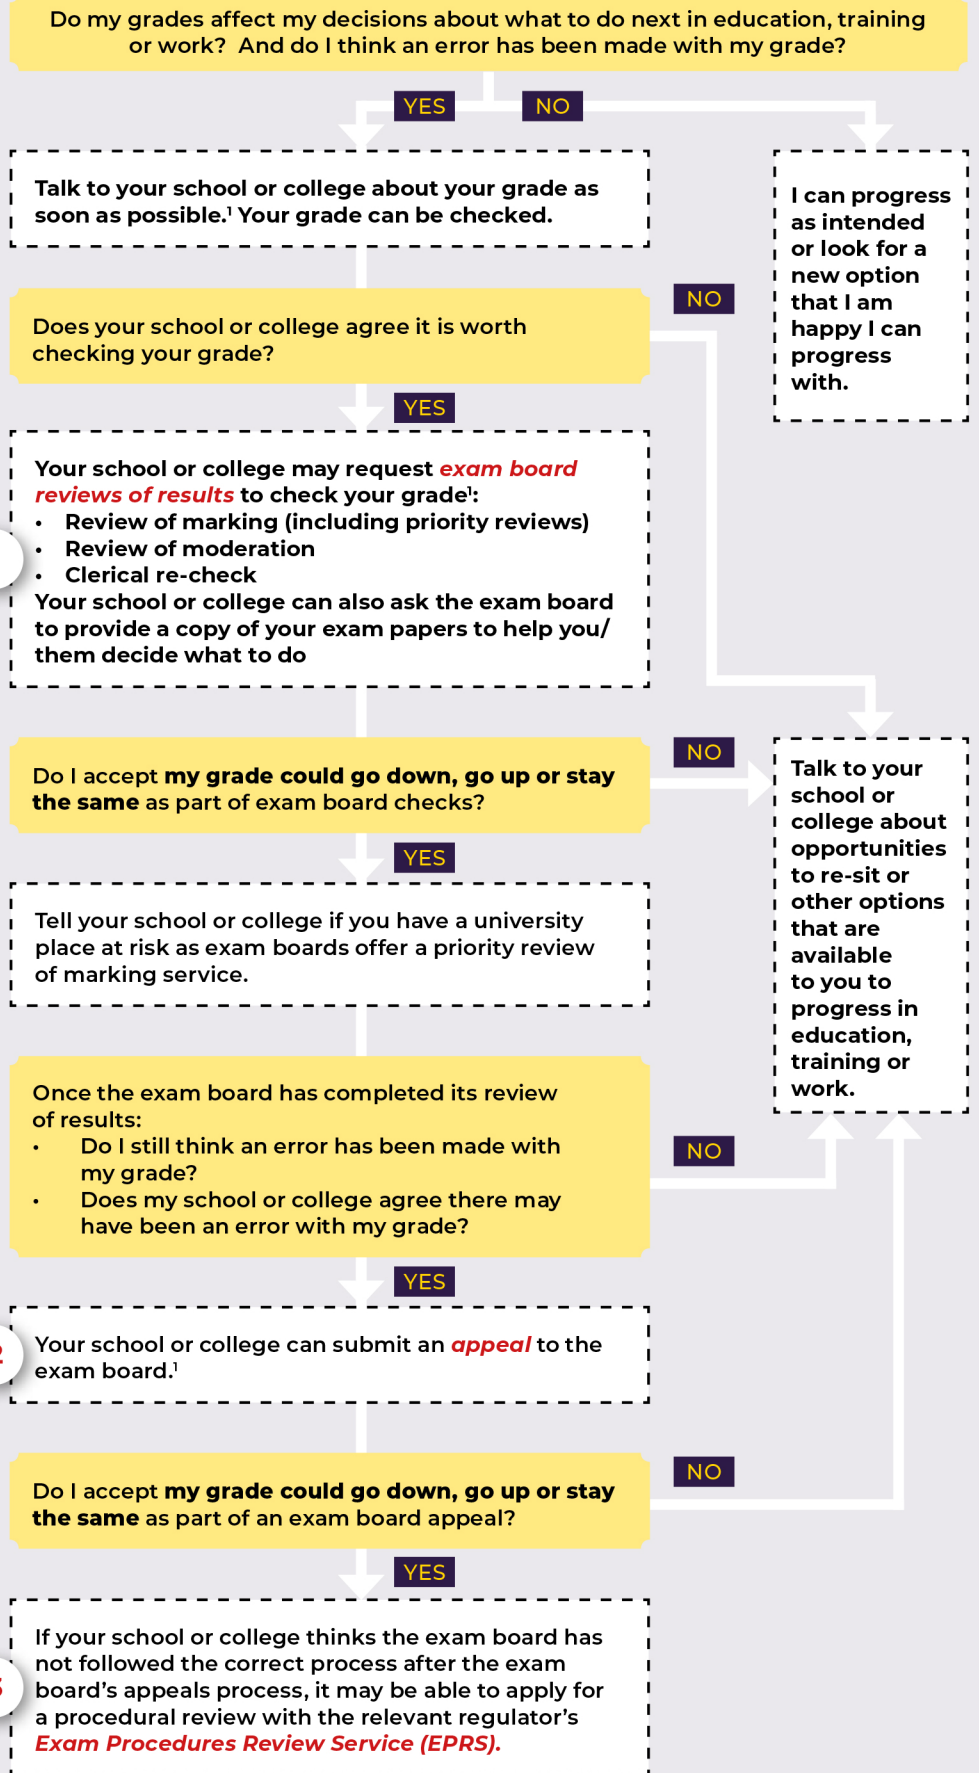 Do my grades affect my decisions about what to do next in education, training
or work?  And do I think an error has been made with my grade?
YES
NO
Talk to your school or college about your grade as
soon as possible.¹ Your grade can be checked.
I can progress
as intended
or look for a
new option
that I am
happy I can
progress
with.
Does your school or college agree it is worth
checking your grade?
NO
YES
Your school or college may request exam board
reviews of results to check your grade¹:
• Review of marking (including priority reviews)
• Review of moderation
• Clerical re-check
Your school or college can also ask the exam board
to provide a copy of your exam papers to help you/
them decide what to do
Do I accept my grade could go down, go up or stay
the same as part of exam board checks?
NO
YES
Talk to your
school or
college about
opportunities
to re-sit or
other options
that are
available
to you to
progress in
education,
training or
work.
Tell your school or college if you have a university
place at risk as exam boards offer a priority review
of marking service.
Once the exam board has completed its review
of results:
• Do I still think an error has been made with
my grade?
• Does my school or college agree there may
have been an error with my grade?
NO
YES
2
Your school or college can submit an appeal to the
exam board.¹
Do I accept my grade could go down, go up or stay
the same as part of an exam board appeal?
NO
YES
If your school or college thinks the exam board has
not followed the correct process after the exam
board’s appeals process, it may be able to apply for
a procedural review with the relevant regulator’s
Exam Procedures Review Service (EPRS).